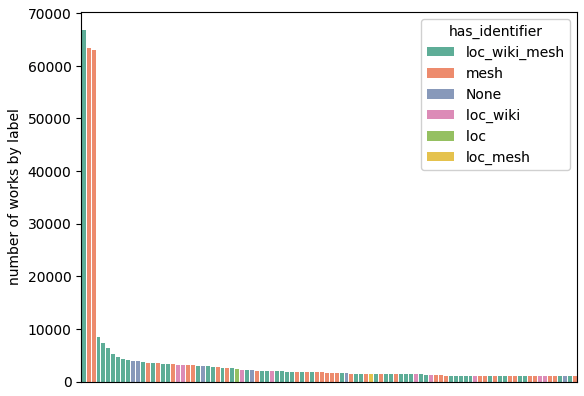 70000
60000
50000
40000
30000
20000
10000
0
number of works by label
has_identifier
loc_wiki_mesh
mesh
None
loc_wiki
loc
loc_mesh